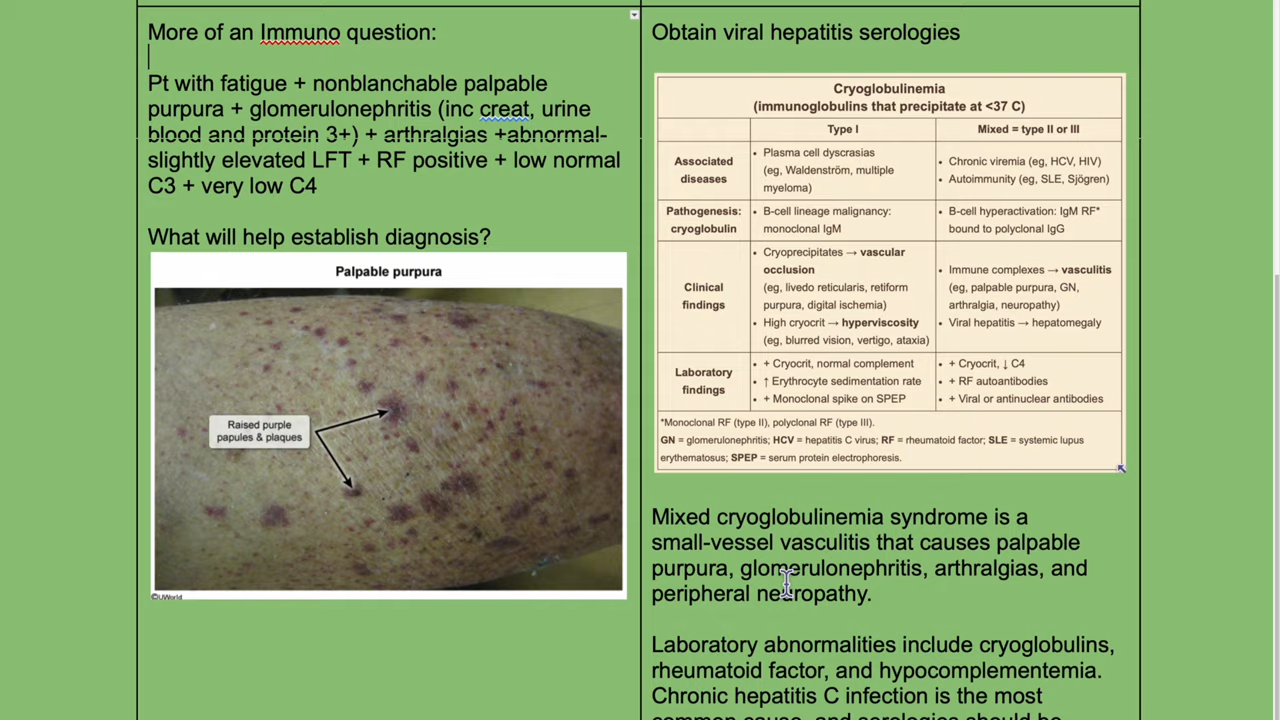 More of an Immuno question:
Pt with fatigue + nonblanchable palpable
purpura + glomerulonephritis (inc creat, urine
blood and protein 3+) + arthralgias +abnormal-
slightly elevated LFT + RF positive + low normal
C3 + very low C4
What will help establish diagnosis?
Palpable purpura
Raised purple
papules & plaques
©UWorld
Obtain viral hepatitis serologies
Cryoglobulinemia
(immunoglobulins that precipitate at <37 C)
Type I
Mixed = type II or III
Associated
diseases
• Plasma cell dyscrasias
(eg, Waldenström, multiple
myeloma)
• Chronic viremia (eg, HCV, HIV)
• Autoimmunity (eg, SLE, Sjögren)
Pathogenesis:
cryoglobulin
• B-cell lineage malignancy:
monoclonal IgM
• B-cell hyperactivation: IgM RF*
bound to polyclonal IgG
Clinical
findings
• Cryoprecipitates → vascular
occlusion
(eg, livedo reticularis, retiform
purpura, digital ischemia)
• High cryocrit → hyperviscosity
(eg, blurred vision, vertigo, ataxia)
• Immune complexes → vasculitis
(eg, palpable purpura, GN,
arthralgia, neuropathy)
• Viral hepatitis → hepatomegaly
Laboratory
findings
• + Cryocrit, normal complement
• ↑ Erythrocyte sedimentation rate
• + Monoclonal spike on SPEP
• + Cryocrit, ↓ C4
• + RF autoantibodies
• + Viral or antinuclear antibodies
*Monoclonal RF (type II), polyclonal RF (type III).
GN = glomerulonephritis; HCV = hepatitis C virus; RF = rheumatoid factor; SLE = systemic lupus
erythematosus; SPEP = serum protein electrophoresis.
Mixed cryoglobulinemia syndrome is a
small-vessel vasculitis that causes palpable
purpura, glomerulonephritis, arthralgias, and
peripheral neuropathy.
Laboratory abnormalities include cryoglobulins,
rheumatoid factor, and hypocomplementemia.
Chronic hepatitis C infection is the most
common cause, and serologies should be